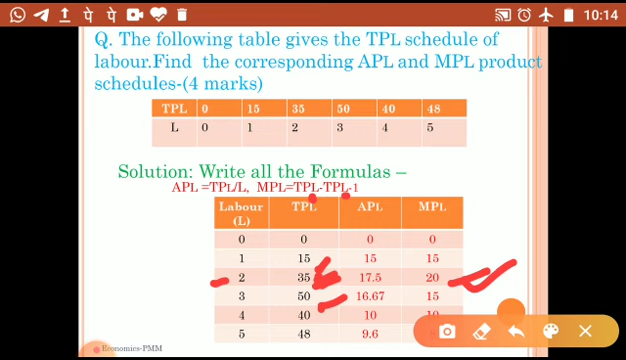 पे पे 10:14
Q. The following table gives the TPL schedule of
labour.Find the corresponding APL and MPL product
schedules-(4 marks)
TPL 0 15 35 50 40 48
L 0 1 2 3 4 5
Solution: Write all the Formulas –
APL =TPL/L, MPL=TPL-TPL-1
Labour (L) TPL APL MPL
0 0 0 0
1 15 15 15
2 35 17.5 20
3 50 16.67 15
4 40 10
5 48 9.6
Economics-PMM